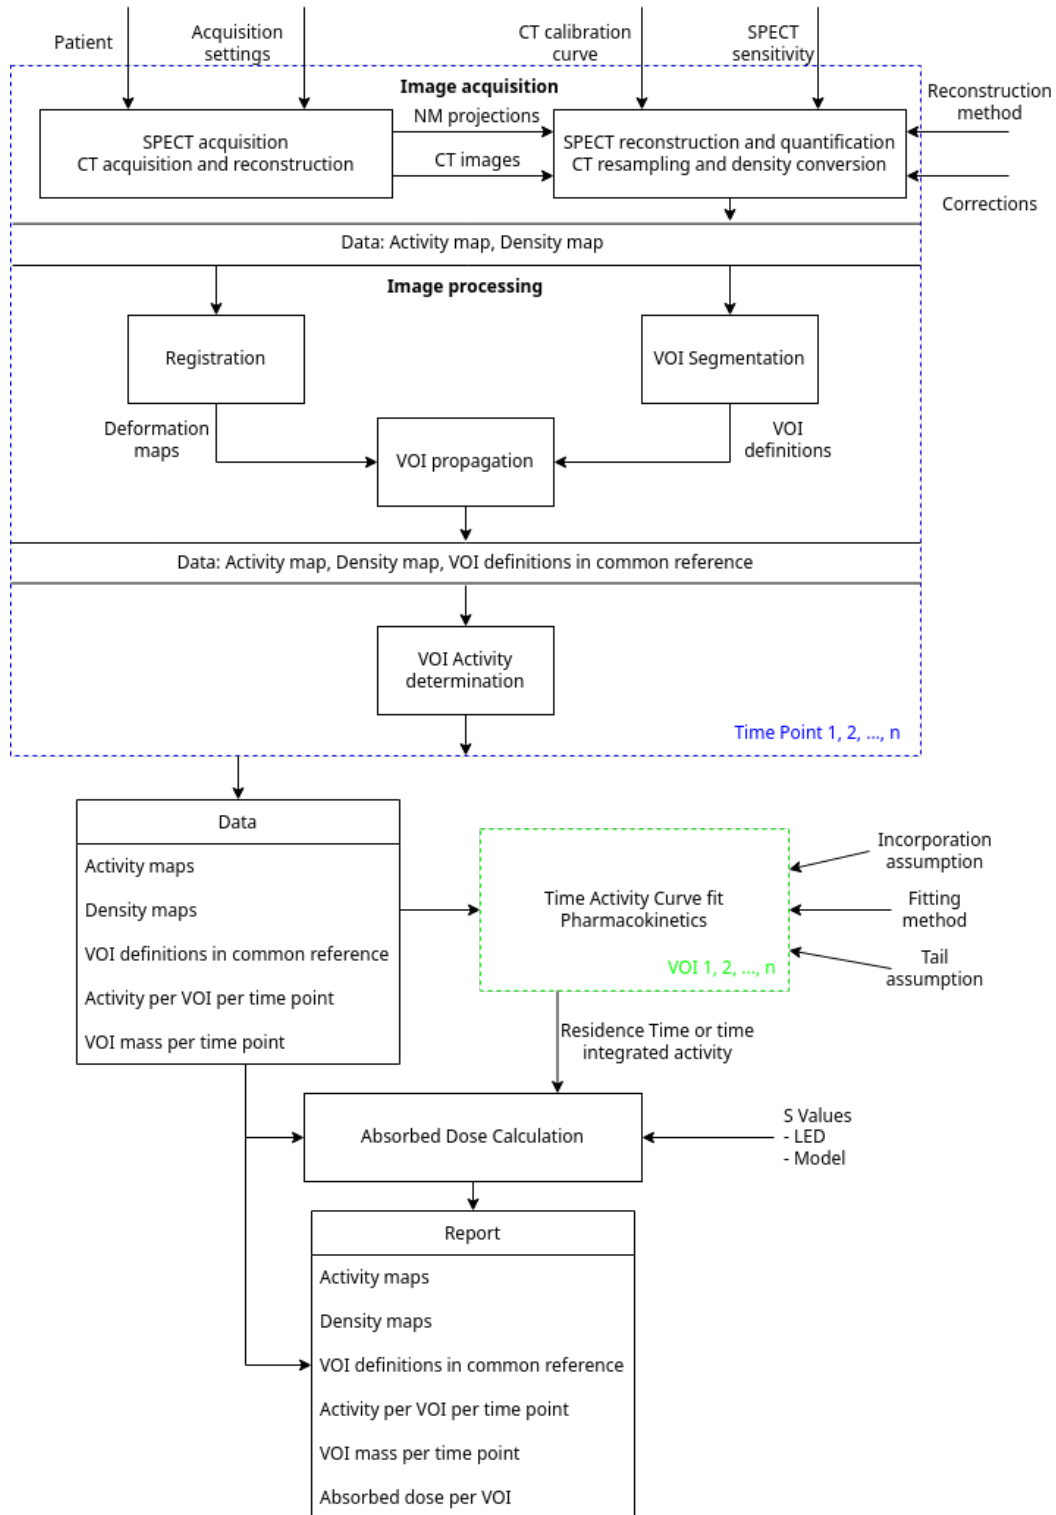 Patient
Acquisition
settings
CT calibration
curve
SPECT
sensitivity
Image acquisition
Reconstruction
method
NM projections
SPECT acquisition
CT acquisition and reconstruction
SPECT reconstruction and quantification
CT resampling and density conversion
CT images
Corrections
Data: Activity map, Density map
Image processing
Registration
VOI Segmentation
Deformation
maps
VOI
definitions
VOI propagation
Data: Activity map, Density map, VOI definitions in common reference
VOI Activity
determination
Time Point 1, 2, ..., n
Data
Activity maps
Density maps
VOI definitions in common reference
Activity per VOI per time point
VOI mass per time point
Time Activity Curve fit
Pharmacokinetics
VOI 1, 2, ..., n
Incorporation
assumption
Fitting
method
Tail
assumption
Residence Time or time
integrated activity
Absorbed Dose Calculation
S Values
- LED
- Model
Report
Activity maps
Density maps
VOI definitions in common reference
Activity per VOI per time point
VOI mass per time point
Absorbed dose per VOI